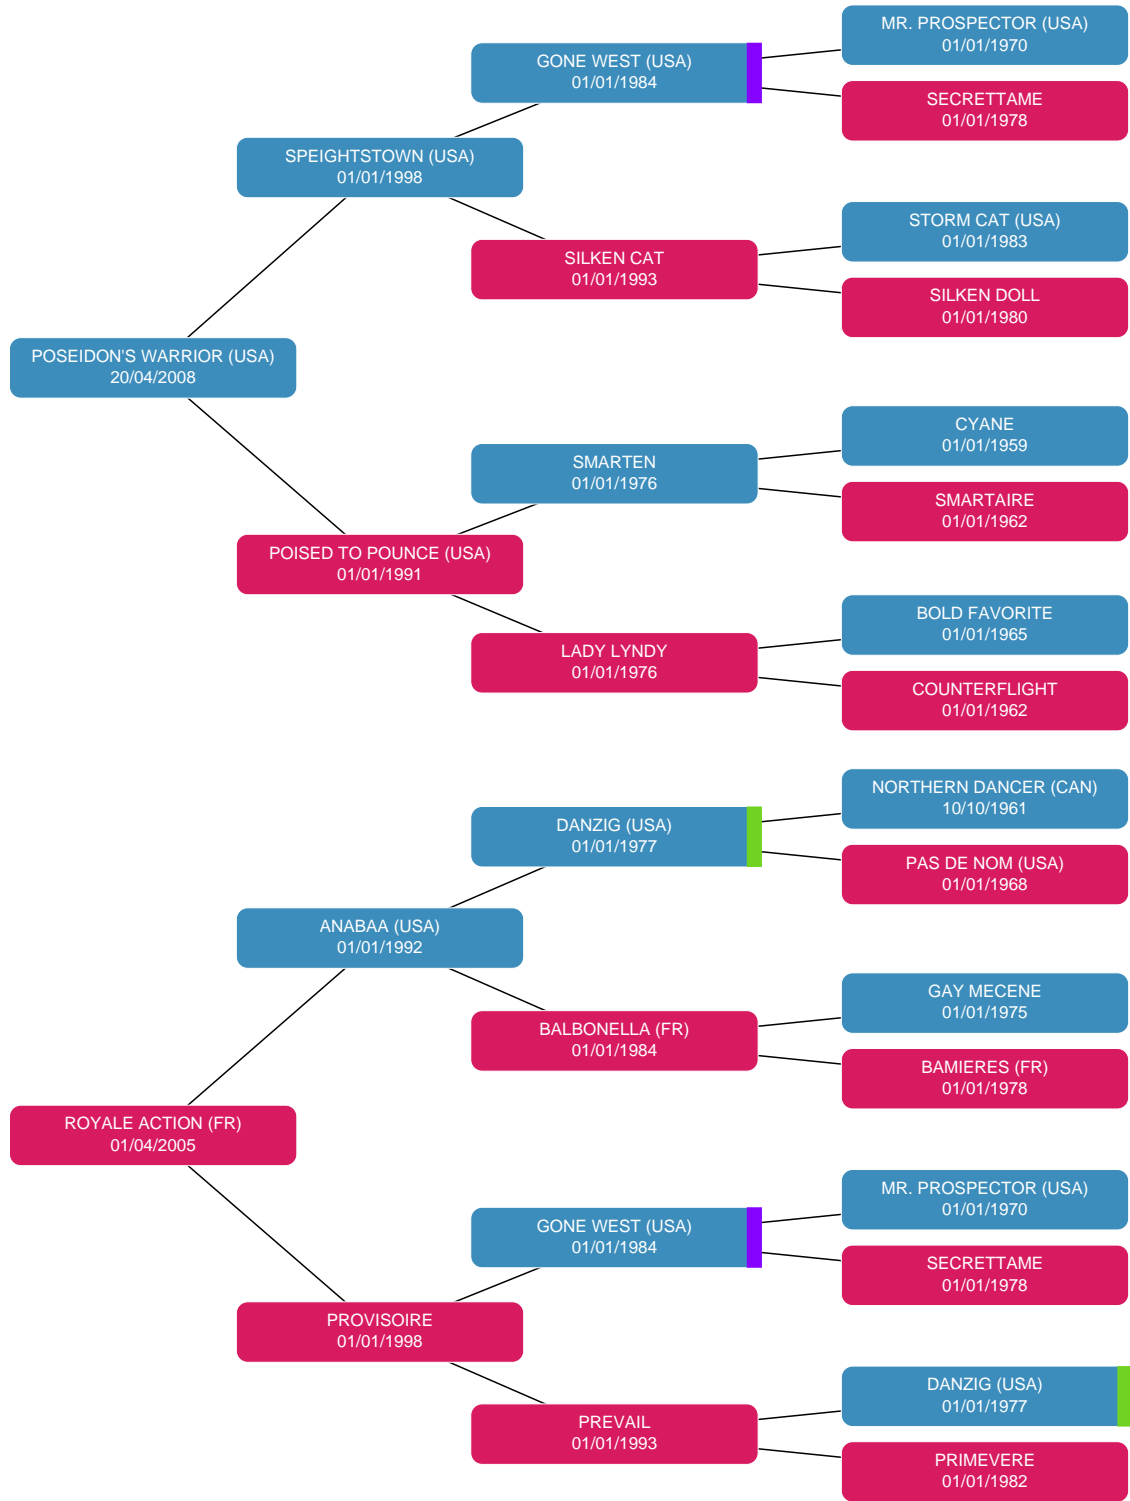 MR. PROSPECTOR (USA)
01/01/1970
GONE WEST (USA)
01/01/1984
SECRETTAME
01/01/1978
SPEIGHTSTOWN (USA)
01/01/1998
STORM CAT (USA)
01/01/1983
SILKEN CAT
01/01/1993
SILKEN DOLL
01/01/1980
POSEIDON'S WARRIOR (USA)
20/04/2008
CYANE
01/01/1959
SMARTEN
01/01/1976
SMARTAIRE
01/01/1962
POISED TO POUNCE (USA)
01/01/1991
BOLD FAVORITE
01/01/1965
LADY LYNDY
01/01/1976
COUNTERFLIGHT
01/01/1962
NORTHERN DANCER (CAN)
10/10/1961
DANZIG (USA)
01/01/1977
PAS DE NOM (USA)
01/01/1968
ANABAA (USA)
01/01/1992
GAY MECENE
01/01/1975
BALBONELLA (FR)
01/01/1984
BAMIERES (FR)
01/01/1978
ROYALE ACTION (FR)
01/04/2005
MR. PROSPECTOR (USA)
01/01/1970
GONE WEST (USA)
01/01/1984
SECRETTAME
01/01/1978
PROVISOIRE
01/01/1998
DANZIG (USA)
01/01/1977
PREVAIL
01/01/1993
PRIMEVERE
01/01/1982